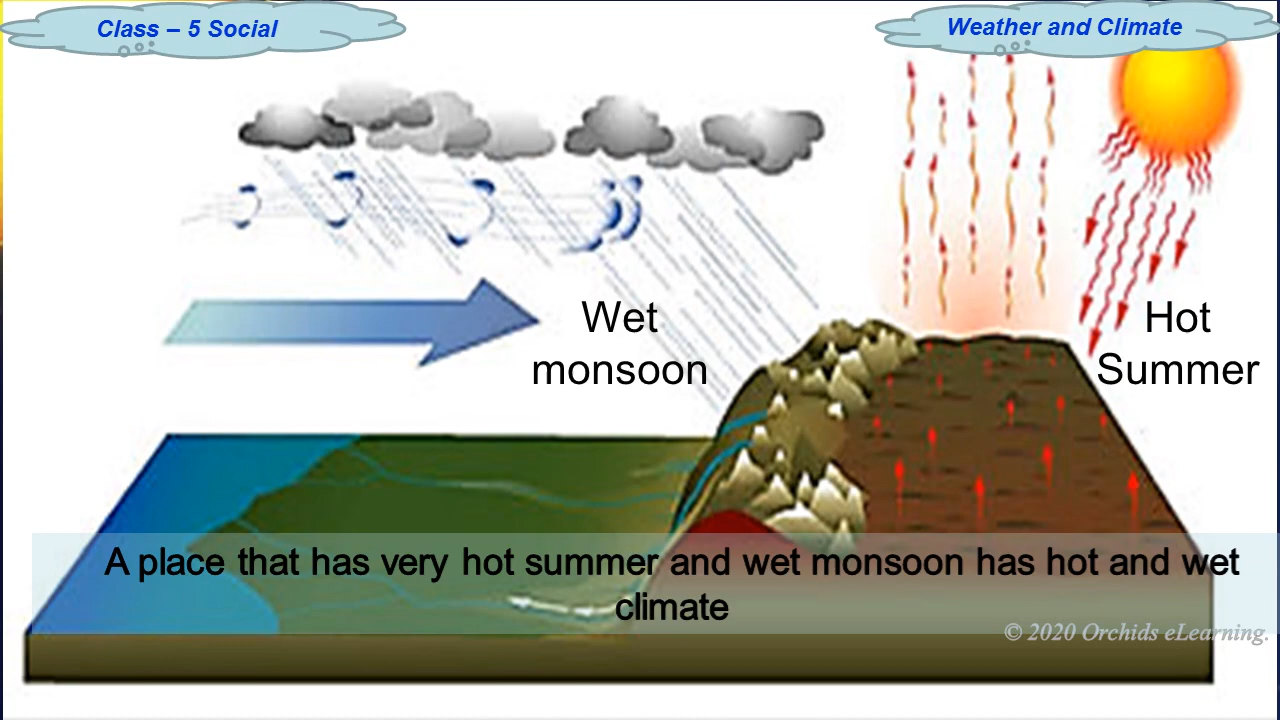 Class – 5 Social
Weather and Climate
Wet
monsoon
Hot
Summer
A place that has very hot summer and wet monsoon has hot and wet
climate
© 2020 Orchids eLearning.